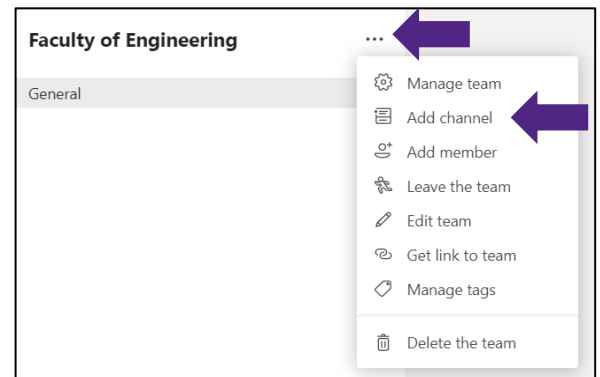 Faculty of Engineering
General
Manage team
Add channel
Add member
Leave the team
Edit team
Get link to team
Manage tags
Delete the team